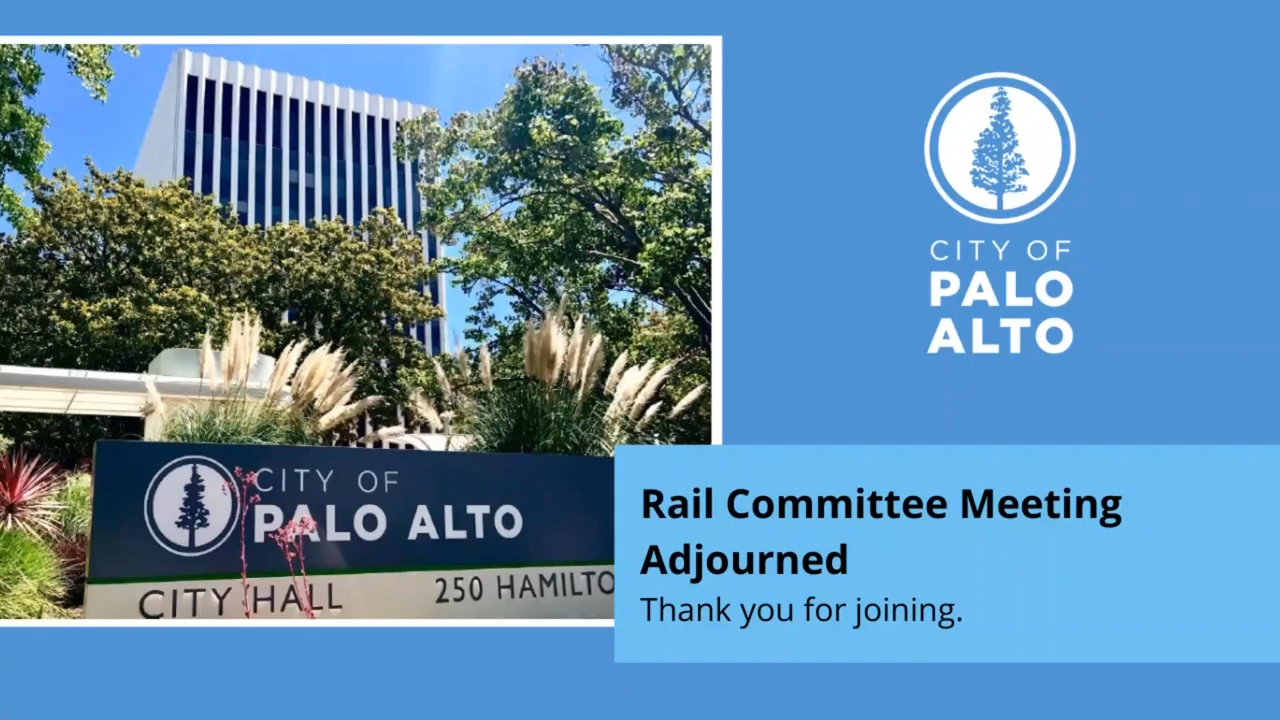 CITY OF
PALO ALTO
CITY HALL
250 HAMILTO
CITY OF
PALO
ALTO
Rail Committee Meeting
Adjourned
Thank you for joining.